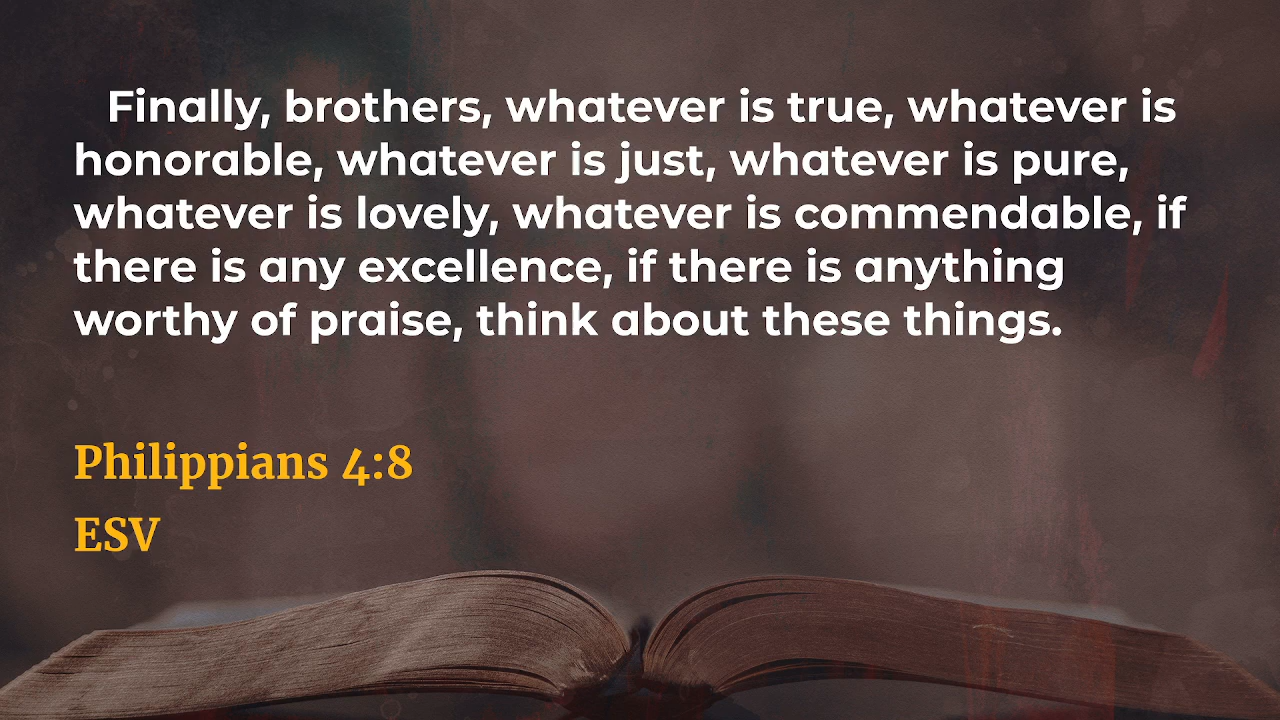 Finally, brothers, whatever is true, whatever is
honorable, whatever is just, whatever is pure,
whatever is lovely, whatever is commendable, if
there is any excellence, if there is anything
worthy of praise, think about these things.
Philippians 4:8
ESV